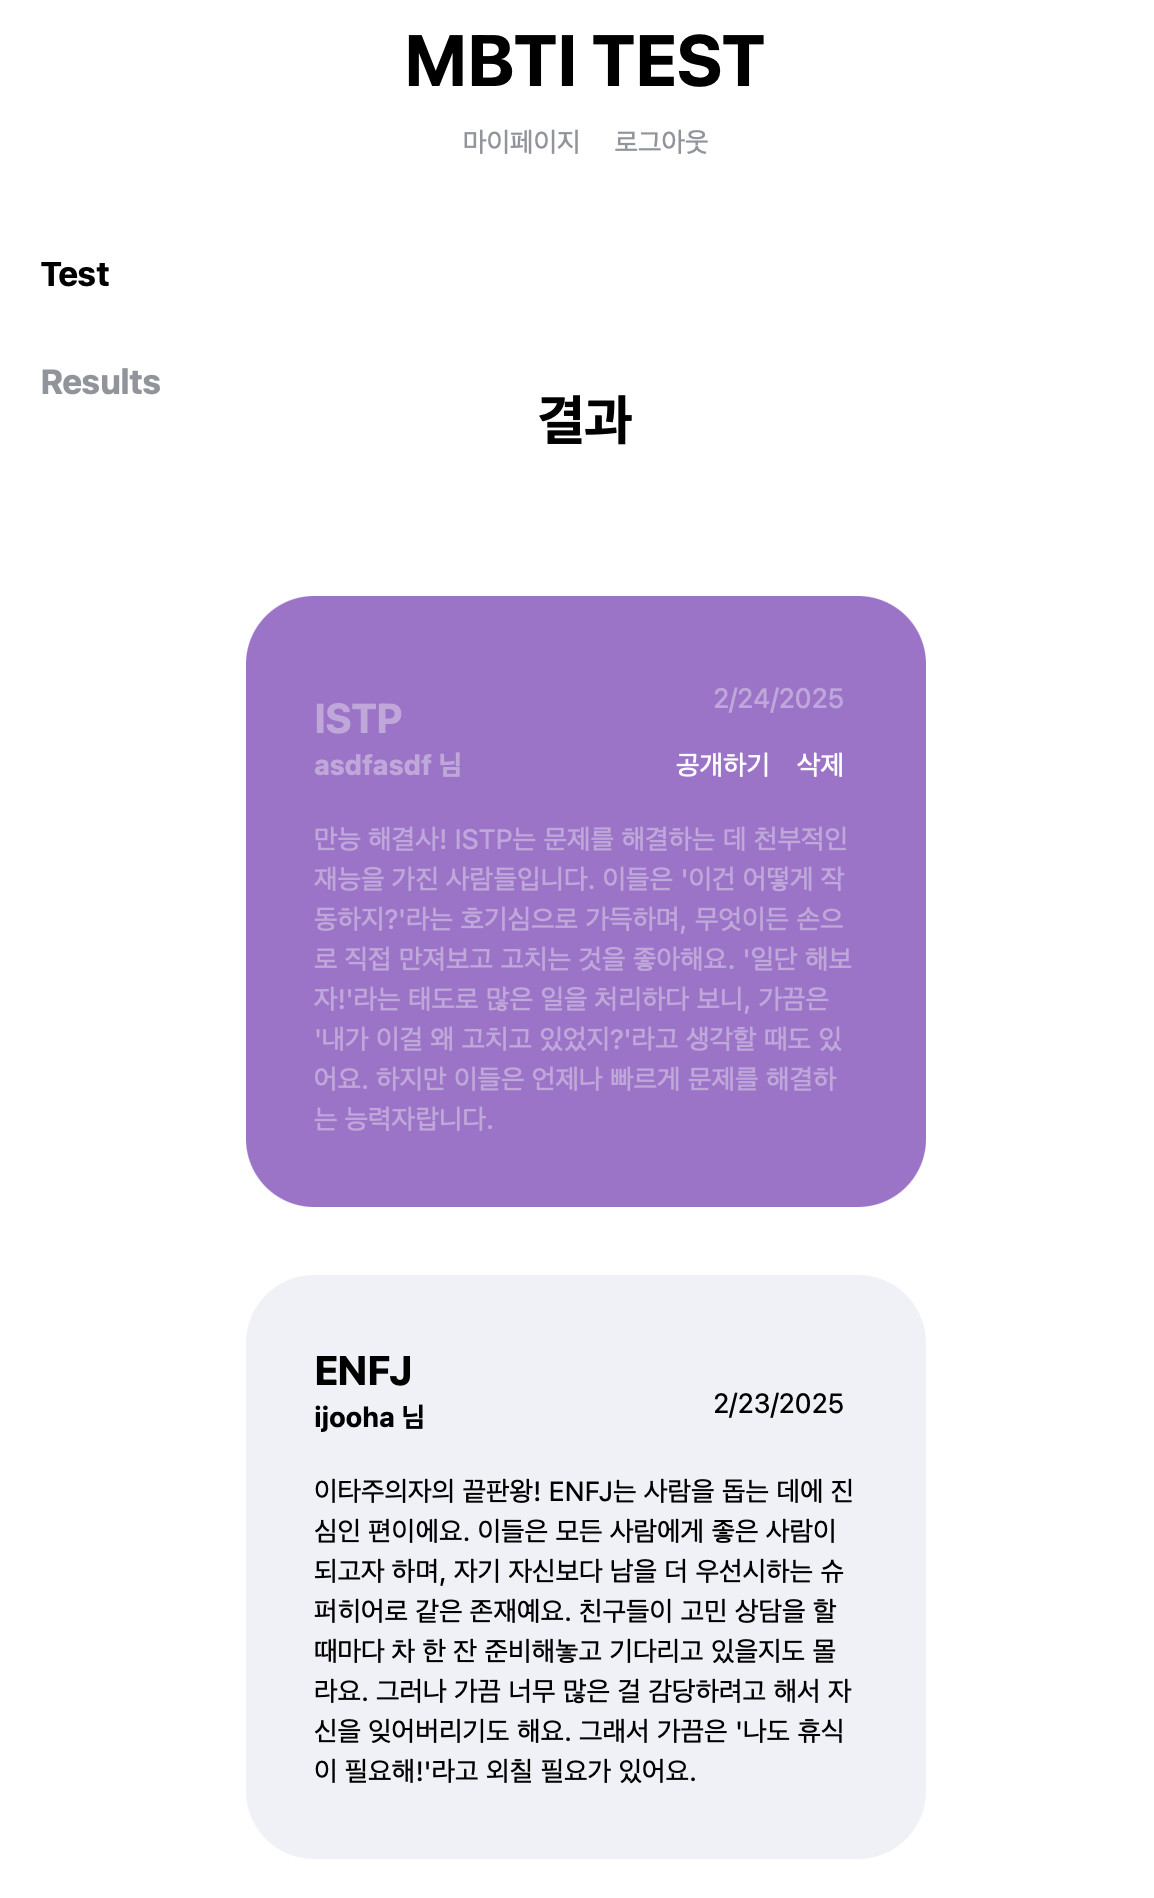 MBTI TEST
마이페이지 로그아웃
Test
Results
결과
2/24/2025
ISTP
asdfasdf 님
공개하기 삭제
만능 해결사! ISTP는 문제를 해결하는 데 천부적인
재능을 가진 사람들입니다. 이들은 '이건 어떻게 작
동하지?'라는 호기심으로 가득하며, 무엇이든 손으
로 직접 만져보고 고치는 것을 좋아해요. '일단 해보
자!'라는 태도로 많은 일을 처리하다 보니, 가끔은
'내가 이걸 왜 고치고 있었지?'라고 생각할 때도 있
어요. 하지만 이들은 언제나 빠르게 문제를 해결하
는 능력자랍니다.
ENFJ
2/23/2025
ijooha 님
이타주의자의 끝판왕! ENFJ는 사람을 돕는 데에 진
심인 편이에요. 이들은 모든 사람에게 좋은 사람이
되고자 하며, 자기 자신보다 남을 더 우선시하는 슈
퍼히어로 같은 존재예요. 친구들이 고민 상담을 할
때마다 차 한 잔 준비해놓고 기다리고 있을지도 몰
라요. 그러나 가끔 너무 많은 걸 감당하려고 해서 자
신을 잊어버리기도 해요. 그래서 가끔은 '나도 휴식
이 필요해!'라고 외칠 필요가 있어요.